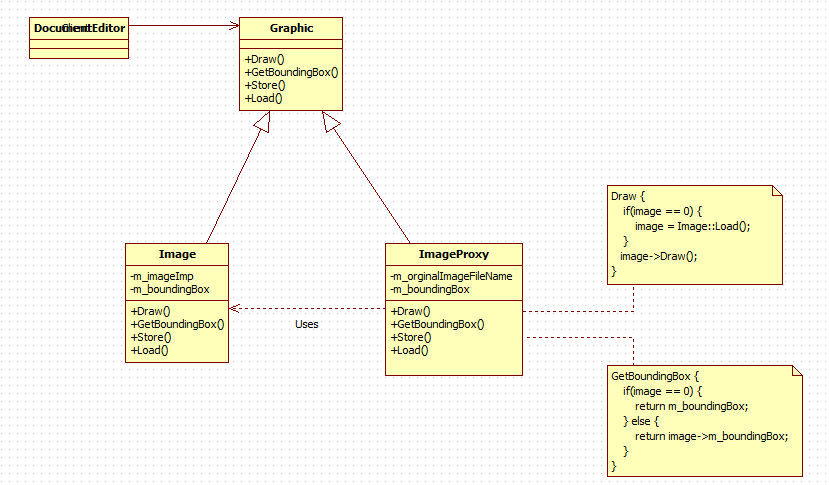 DocumentEditor
Client
Graphic
+Draw()
+GetBoundingBox()
+Store()
+Load()
Image
-m_imageImp
-m_boundingBox
+Draw()
+GetBoundingBox()
+Store()
+Load()
Uses
ImageProxy
-m_orginalImageFileName
-m_boundingBox
+Draw()
+GetBoundingBox()
+Store()
+Load()
Draw {
if(image == 0) {
image = Image::Load();
}
image->Draw();
}
GetBoundingBox {
if(image == 0) {
return m_boundingBox;
} else {
return image->m_boundingBox;
}
}